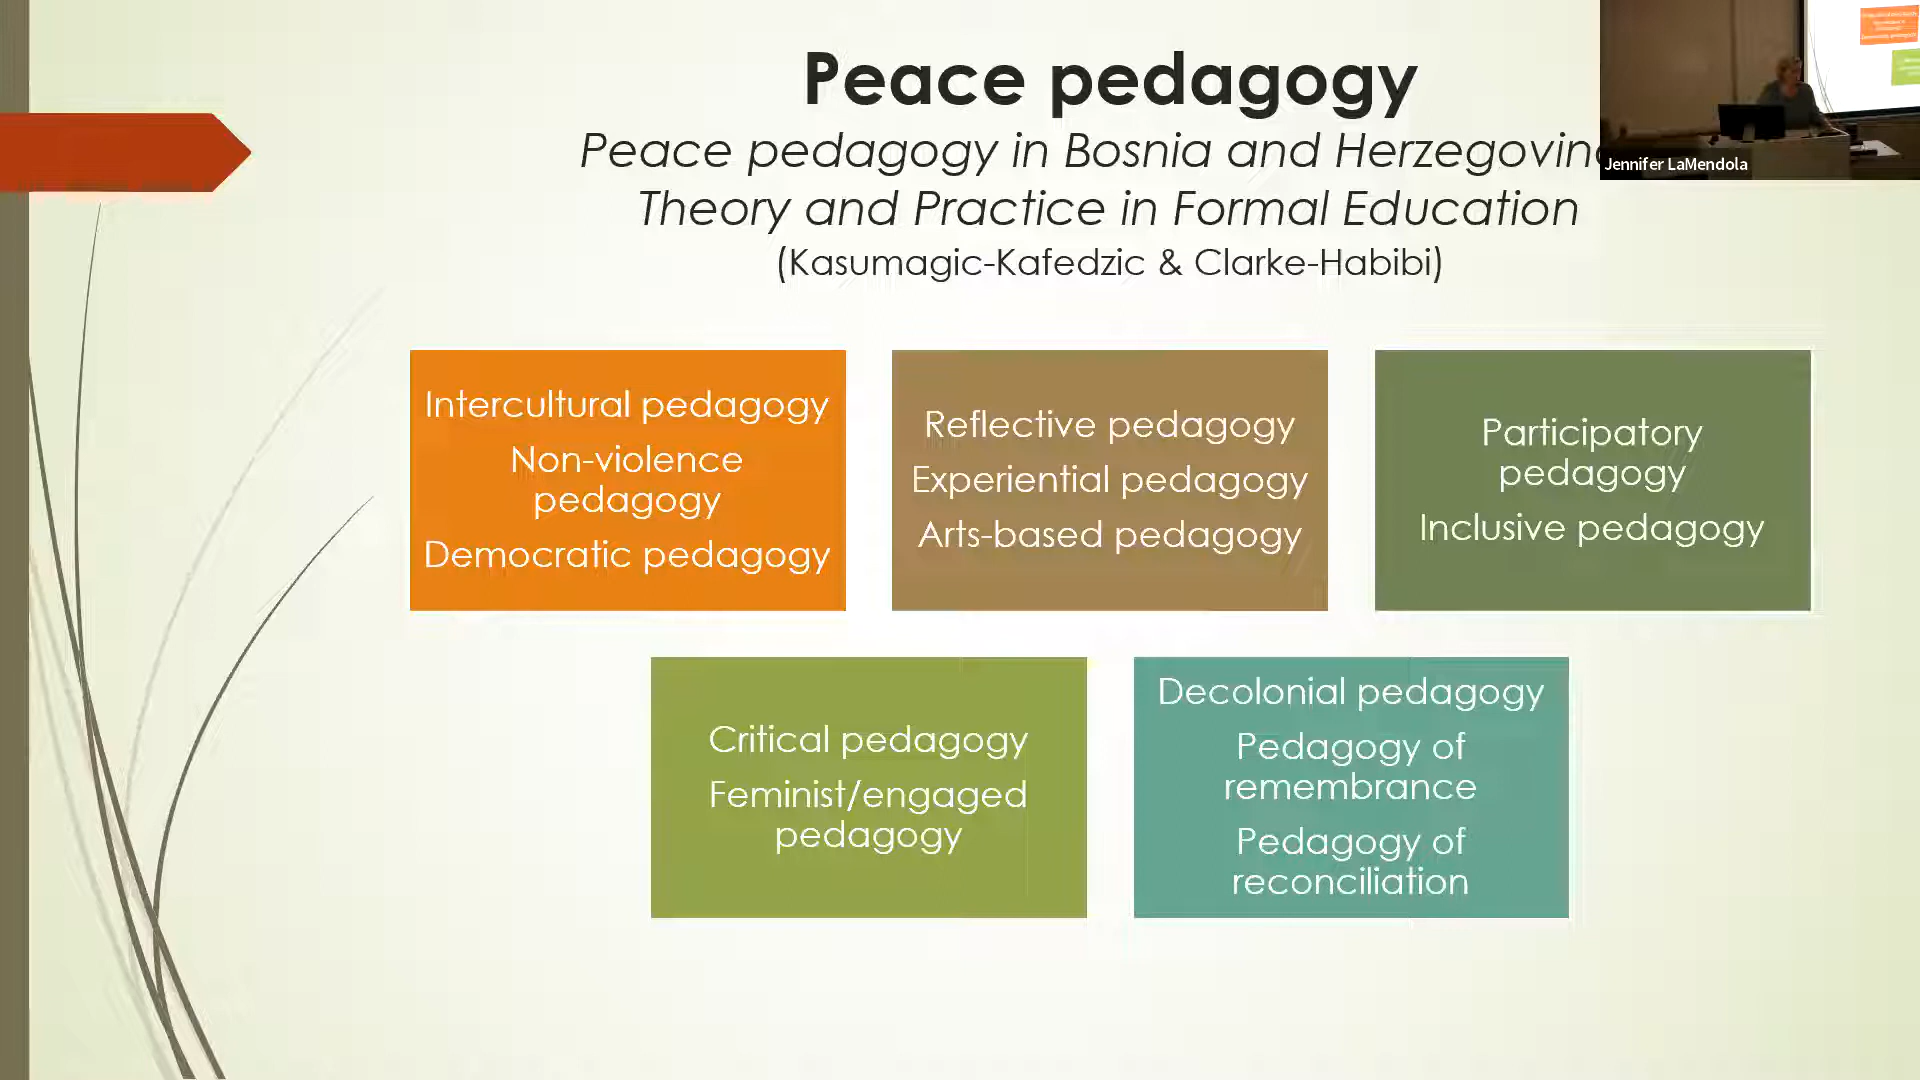 Peace pedagogy
Peace pedagogy in Bosnia and Herzegovina
Theory and Practice in Formal Education
(Kasumagic-Kafedzic & Clarke-Habibi)
Jennifer LaMendola
Intercultural pedagogy
Non-violence
pedagogy
Democratic pedagogy
Reflective pedagogy
Experiential pedagogy
Arts-based pedagogy
Participatory
pedagogy
Inclusive pedagogy
Critical pedagogy
Feminist/engaged
pedagogy
Decolonial pedagogy
Pedagogy of
remembrance
Pedagogy of
reconciliation